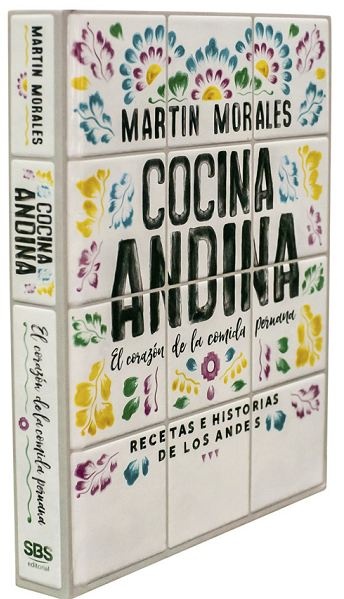 MARTIN MORALES
COCINA
ANDINA
El corazón de la comida peruana
RECETAS E HISTORIAS
DE LOS ANDES
MARTIN MORALES
COCINA
ANDINA
El corazón de la comida peruana
SBS
editorial